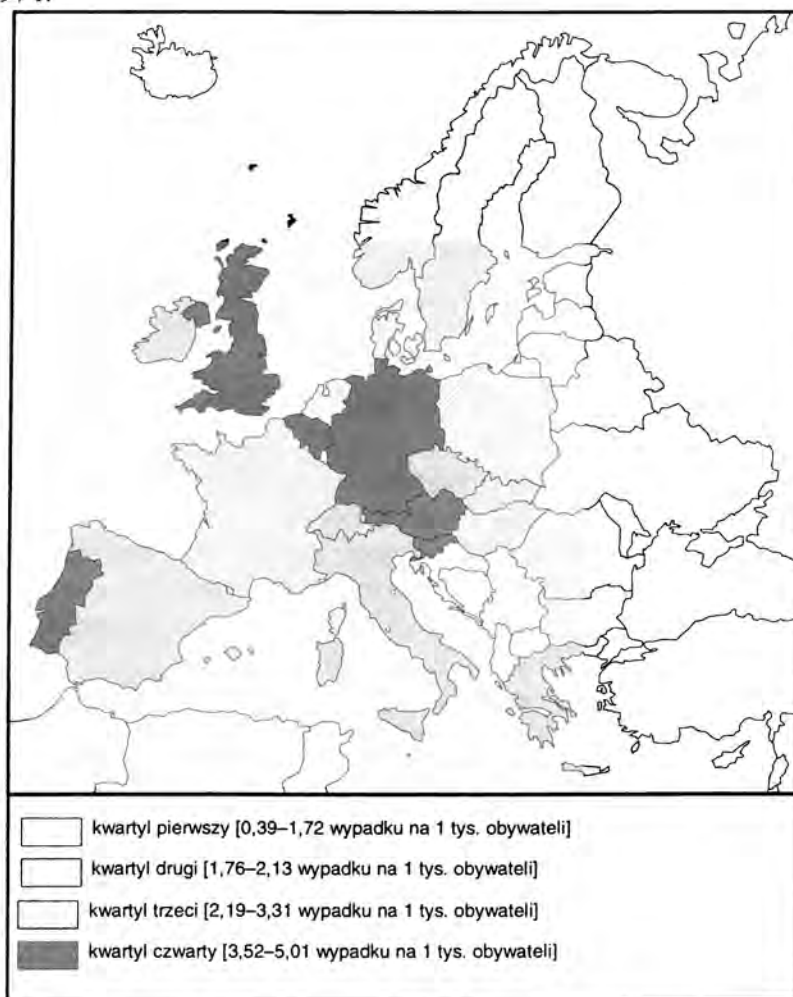 kwartyl pierwszy [0,39–1,72 wypadku na 1 tys. obywateli]
kwartyl drugi [1,76–2,13 wypadku na 1 tys. obywateli]
kwartyl trzeci [2,19–3,31 wypadku na 1 tys. obywateli]
kwartyl czwarty [3,52–5,01 wypadku na 1 tys. obywateli]